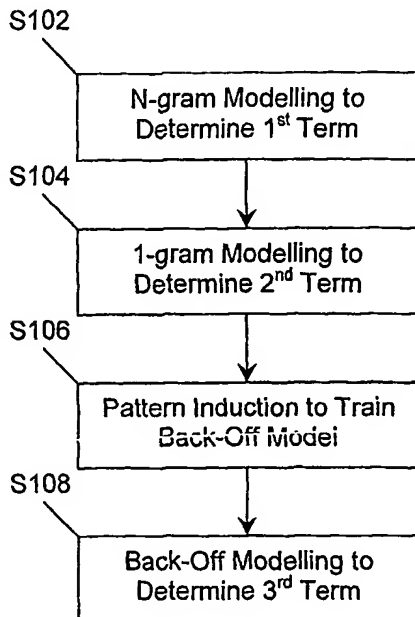 S102
N-gram Modelling to
Determine 1st Term
S104
1-gram Modelling to
Determine 2nd Term
S106
Pattern Induction to Train
Back-Off Model
S108
Back-Off Modelling to
Determine 3rd Term